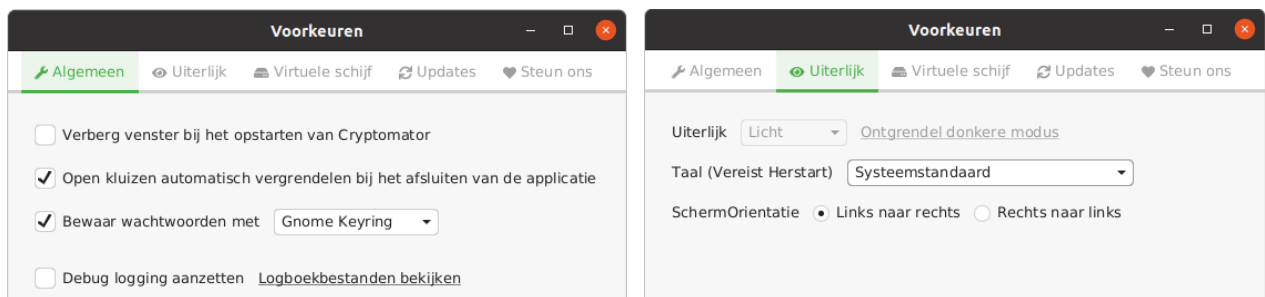 Voorkeuren
Algemeen Uiterlijk Virtuele schijf Updates Steun ons
Verberg venster bij het opstarten van Cryptomator
Open kluizen automatisch vergrendelen bij het afsluiten van de applicatie
Bewaar wachtwoorden met Gnome Keyring
Debug logging aanzetten Logboekbestanden bekijken
Voorkeuren
Algemeen Uiterlijk Virtuele schijf Updates Steun ons
Uiterlijk Licht Ontgrendel donkere modus
Taal (Vereist Herstart) Systeemstandaard
SchermOrientatie Links naar rechts Rechts naar links